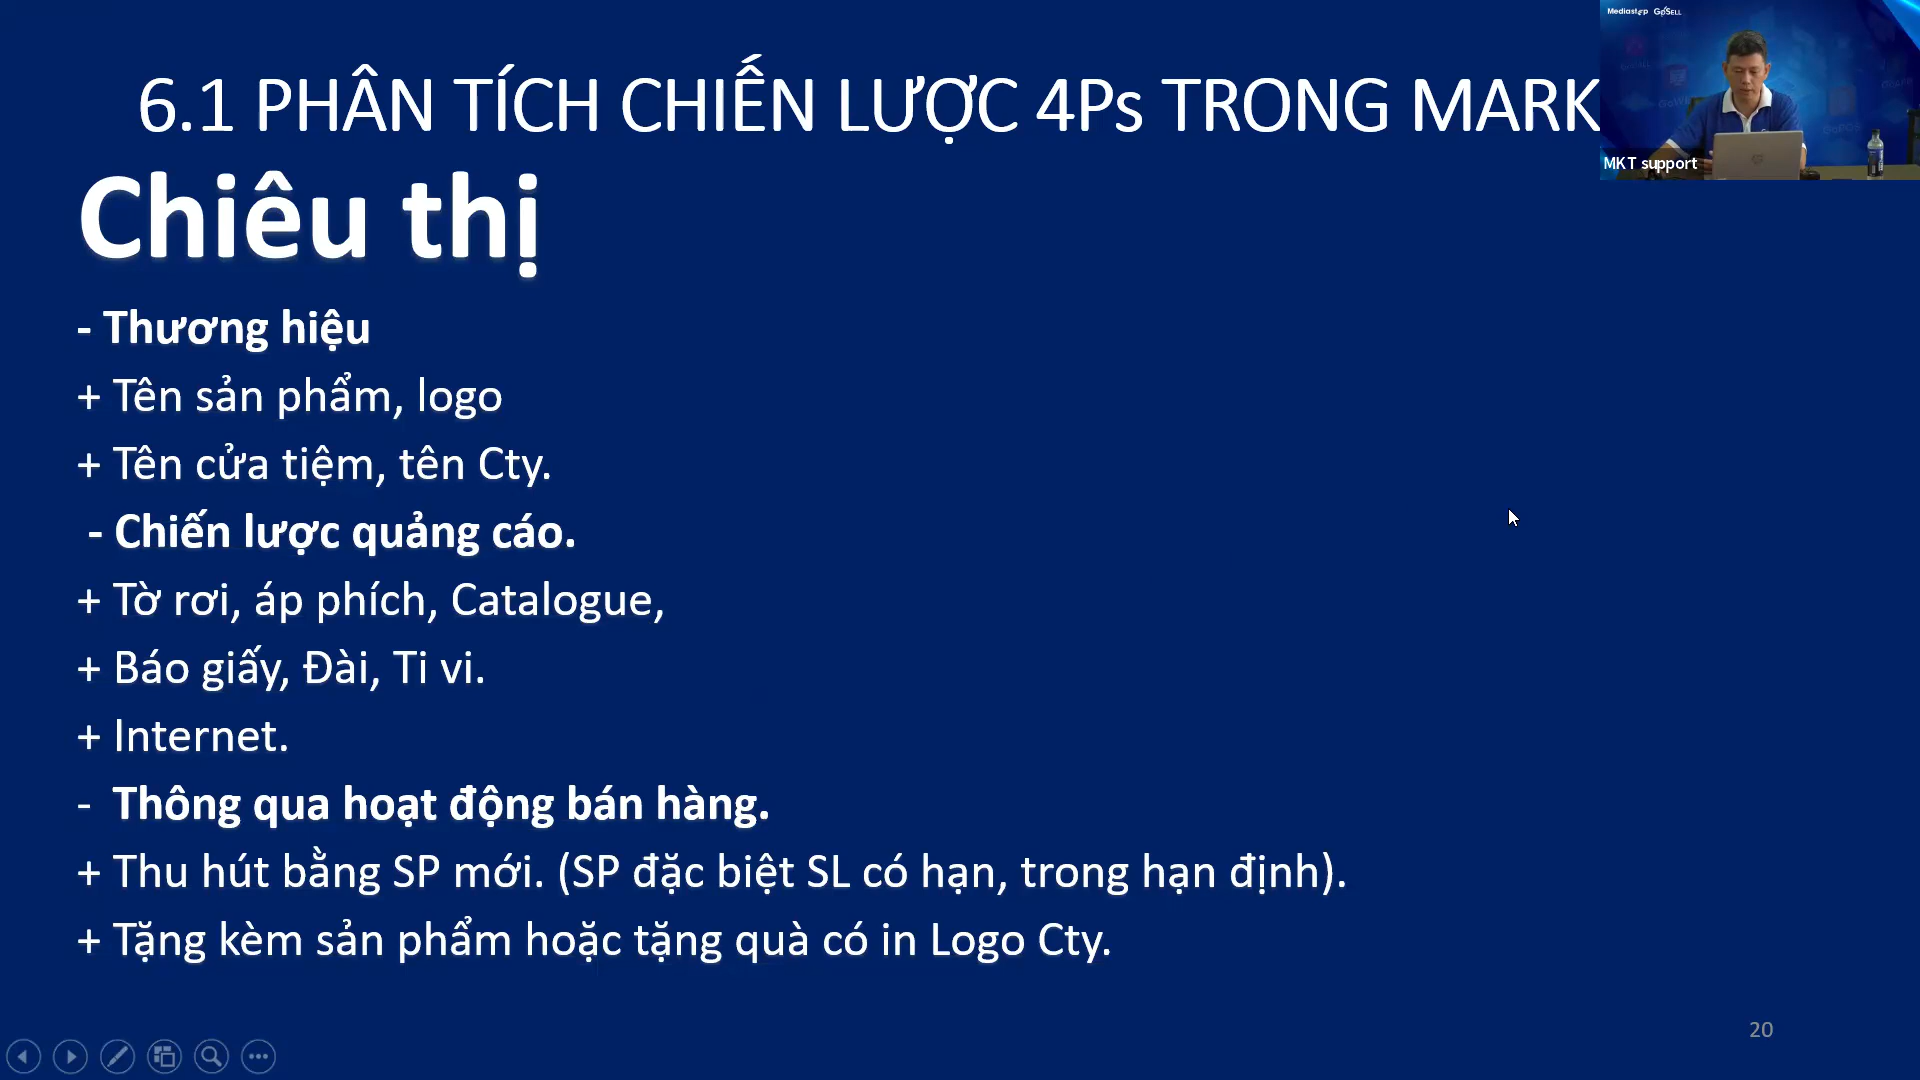 Mediastep GoSELL
6.1 PHÂN TÍCH CHIẾN LƯỢC 4Ps TRONG MARK
MKT support
Chiêu thị
- Thương hiệu
+ Tên sản phẩm, logo
+ Tên cửa tiệm, tên Cty.
- Chiến lược quảng cáo.
+ Tờ rơi, áp phích, Catalogue,
+ Báo giấy, Đài, Ti vi.
+ Internet.
- Thông qua hoạt động bán hàng.
+ Thu hút bằng SP mới. (SP đặc biệt SL có hạn, trong hạn định).
+ Tặng kèm sản phẩm hoặc tặng quà có in Logo Cty.
20